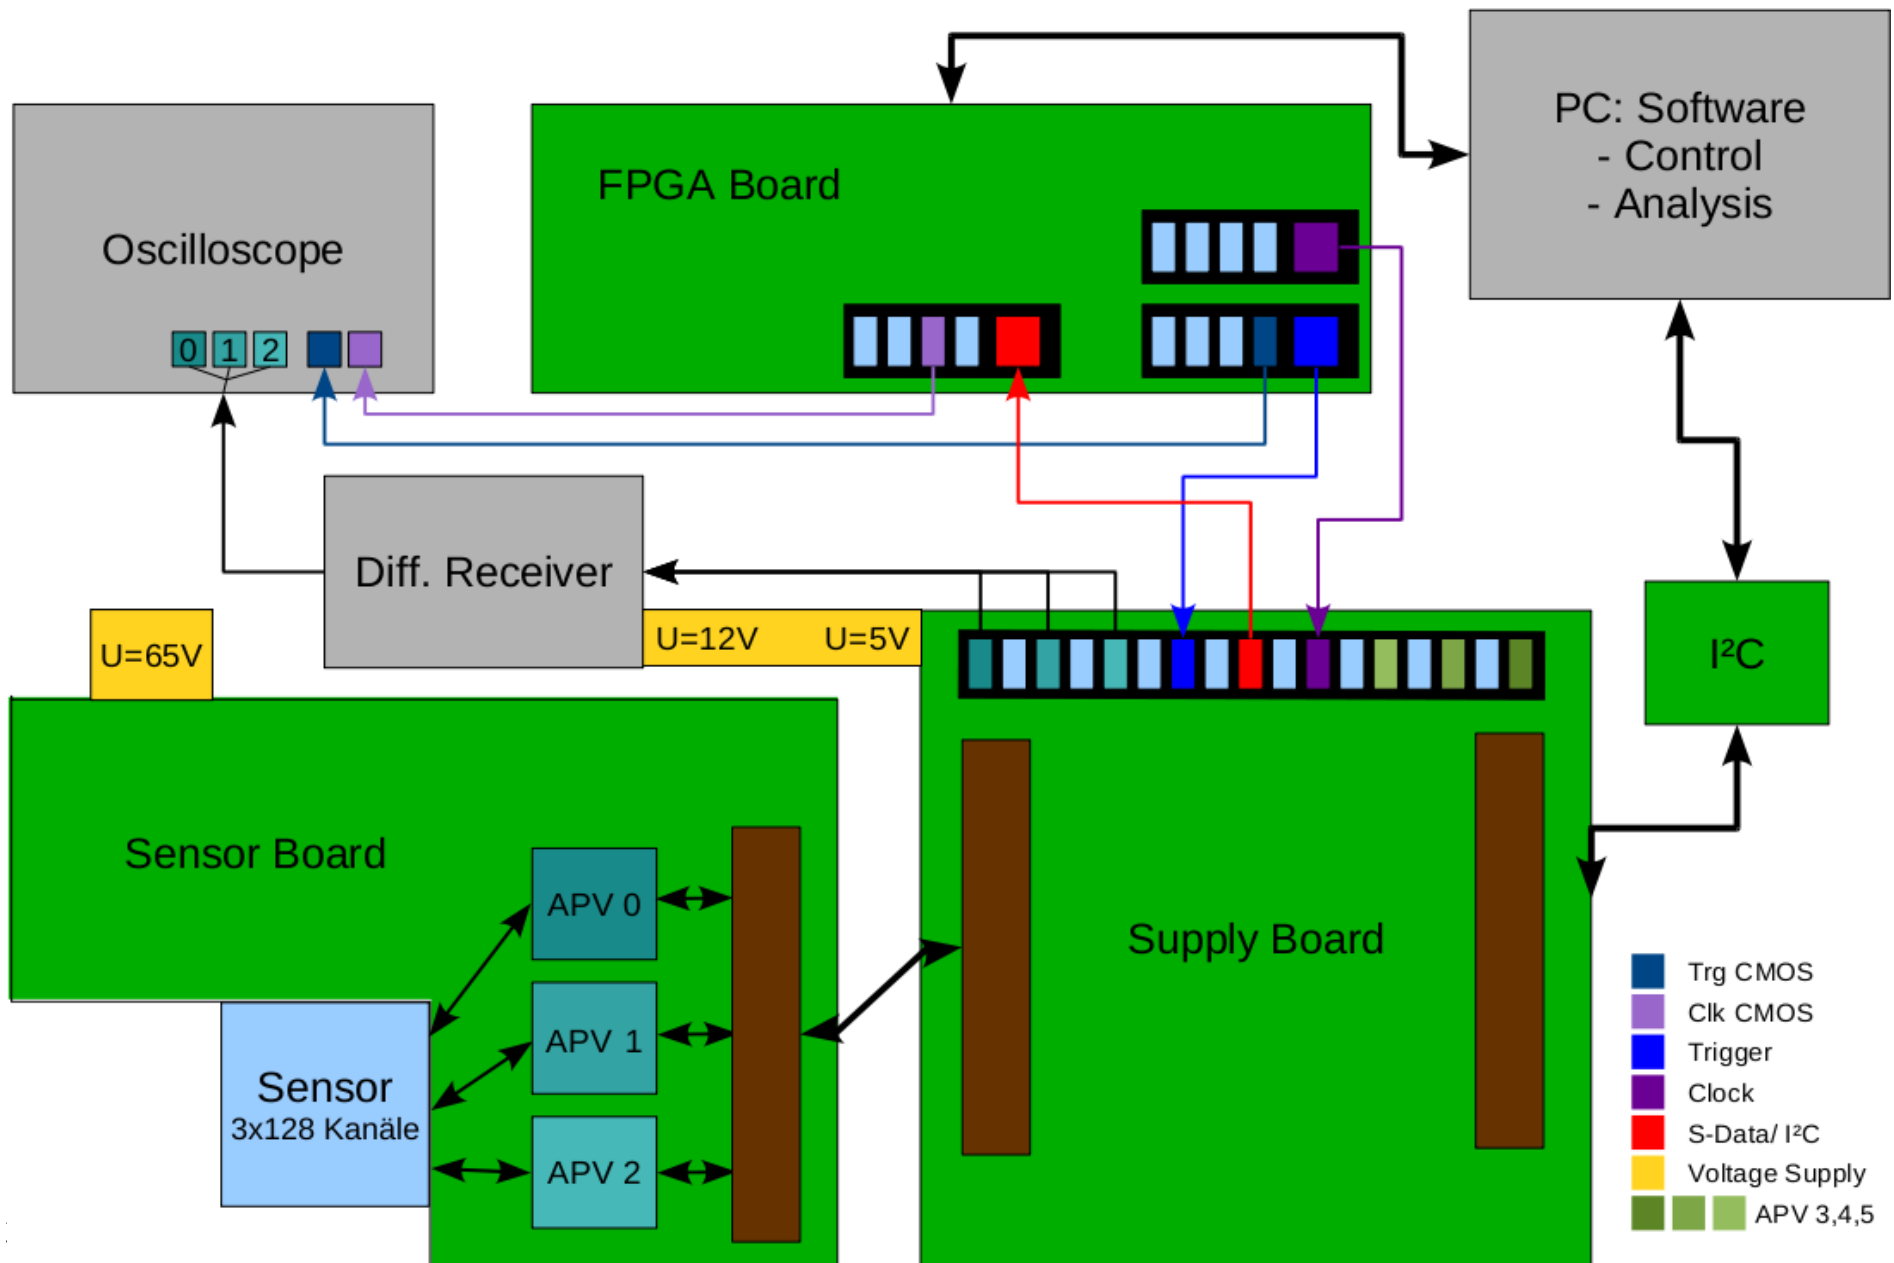 PC: Software
- Control
- Analysis
FPGA Board
Oscilloscope
0 1 2
Diff. Receiver
U=12V U=5V
U=65V
I²C
Sensor Board
APV 0
APV 1
APV 2
Sensor
3x128 Kanäle
Supply Board
Trg CMOS
Clk CMOS
Trigger
Clock
S-Data/ I²C
Voltage Supply
APV 3,4,5